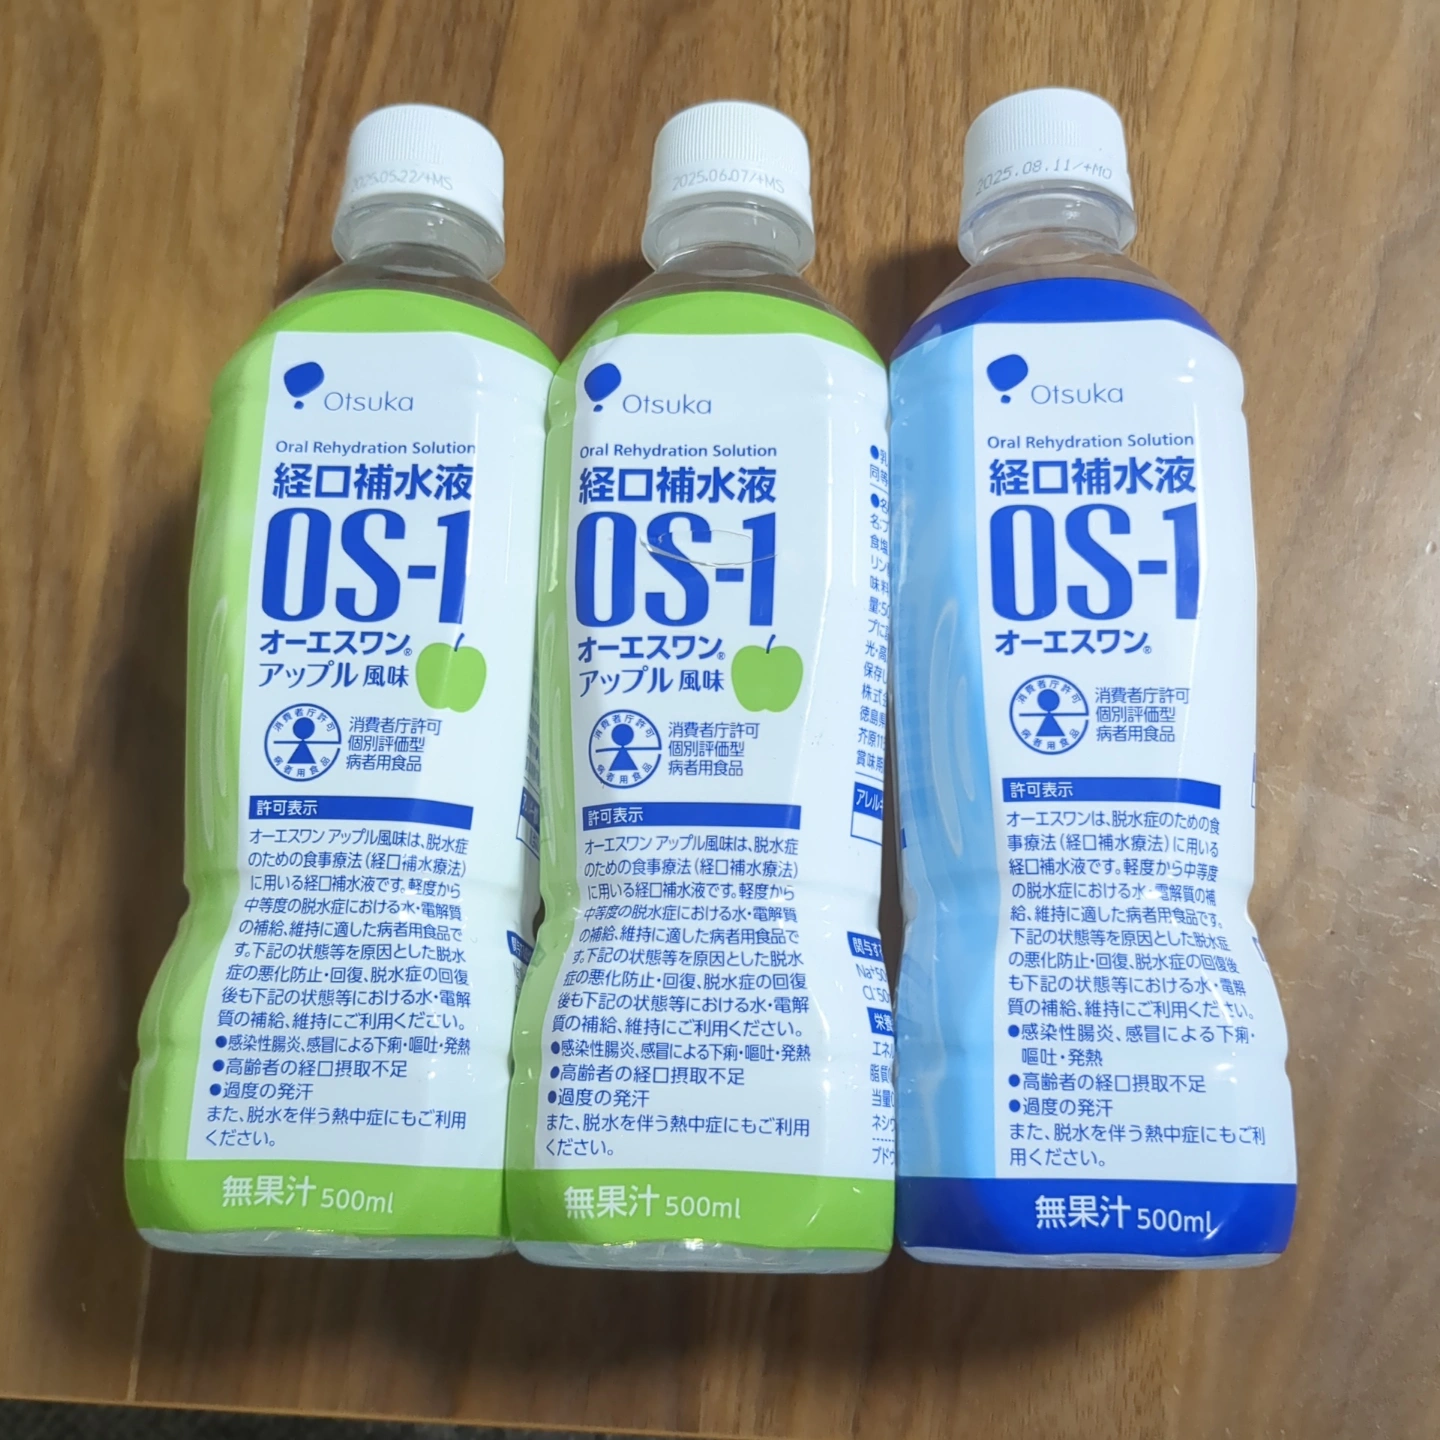 2025.05.22/+MS
Otsuka
Oral Rehydration Solution
経口補水液
OS-1
オーエスワン®
アップル風味
消費者庁許可
病者用食品
消費者庁許可
個別評価型
病者用食品
許可表示
オーエスワン アップル風味は、脱水症
のための食事療法(経口補水療法)
に用いる経口補水液です。軽度から
中等度の脱水症における水・電解質
の補給、維持に適した病者用食品で
す。下記の状態等を原因とした脱水
症の悪化防止・回復、脱水症の回復
後も下記の状態等における水・電解
質の補給、維持にご利用ください。
●感染性腸炎、感冒による下痢・嘔吐・発熱
●高齢者の経口摂取不足
●過度の発汗
また、脱水を伴う熱中症にもご利用
ください。
無果汁 500ml
2025.06.07/+MS
Otsuka
Oral Rehydration Solution
経口補水液
OS-1
オーエスワン®
アップル風味
消費者庁許可
病者用食品
消費者庁許可
個別評価型
病者用食品
許可表示
オーエスワン アップル風味は、脱水症
のための食事療法(経口補水療法)
に用いる経口補水液です。軽度から
中等度の脱水症における水・電解質
の補給、維持に適した病者用食品で
す。下記の状態等を原因とした脱水
症の悪化防止・回復、脱水症の回復
後も下記の状態等における水・電解
質の補給、維持にご利用ください。
●感染性腸炎、感冒による下痢・嘔吐・発熱
●高齢者の経口摂取不足
●過度の発汗
また、脱水を伴う熱中症にもご利用
ください。
無果汁 500ml
2025.08.11/+MO
Otsuka
Oral Rehydration Solution
経口補水液
OS-1
オーエスワン®
消費者庁許可
病者用食品
消費者庁許可
個別評価型
病者用食品
許可表示
オーエスワンは、脱水症のための食
事療法(経口補水療法)に用いる
経口補水液です。軽度から中等度
の脱水症における水・電解質の補
給、維持に適した病者用食品です。
下記の状態等を原因とした脱水症
の悪化防止・回復、脱水症の回復後
も下記の状態等における水・電解
質の補給、維持にご利用ください。
●感染性腸炎、感冒による下痢・
嘔吐・発熱
●高齢者の経口摂取不足
●過度の発汗
また、脱水を伴う熱中症にもご利
用ください。
無果汁 500ml